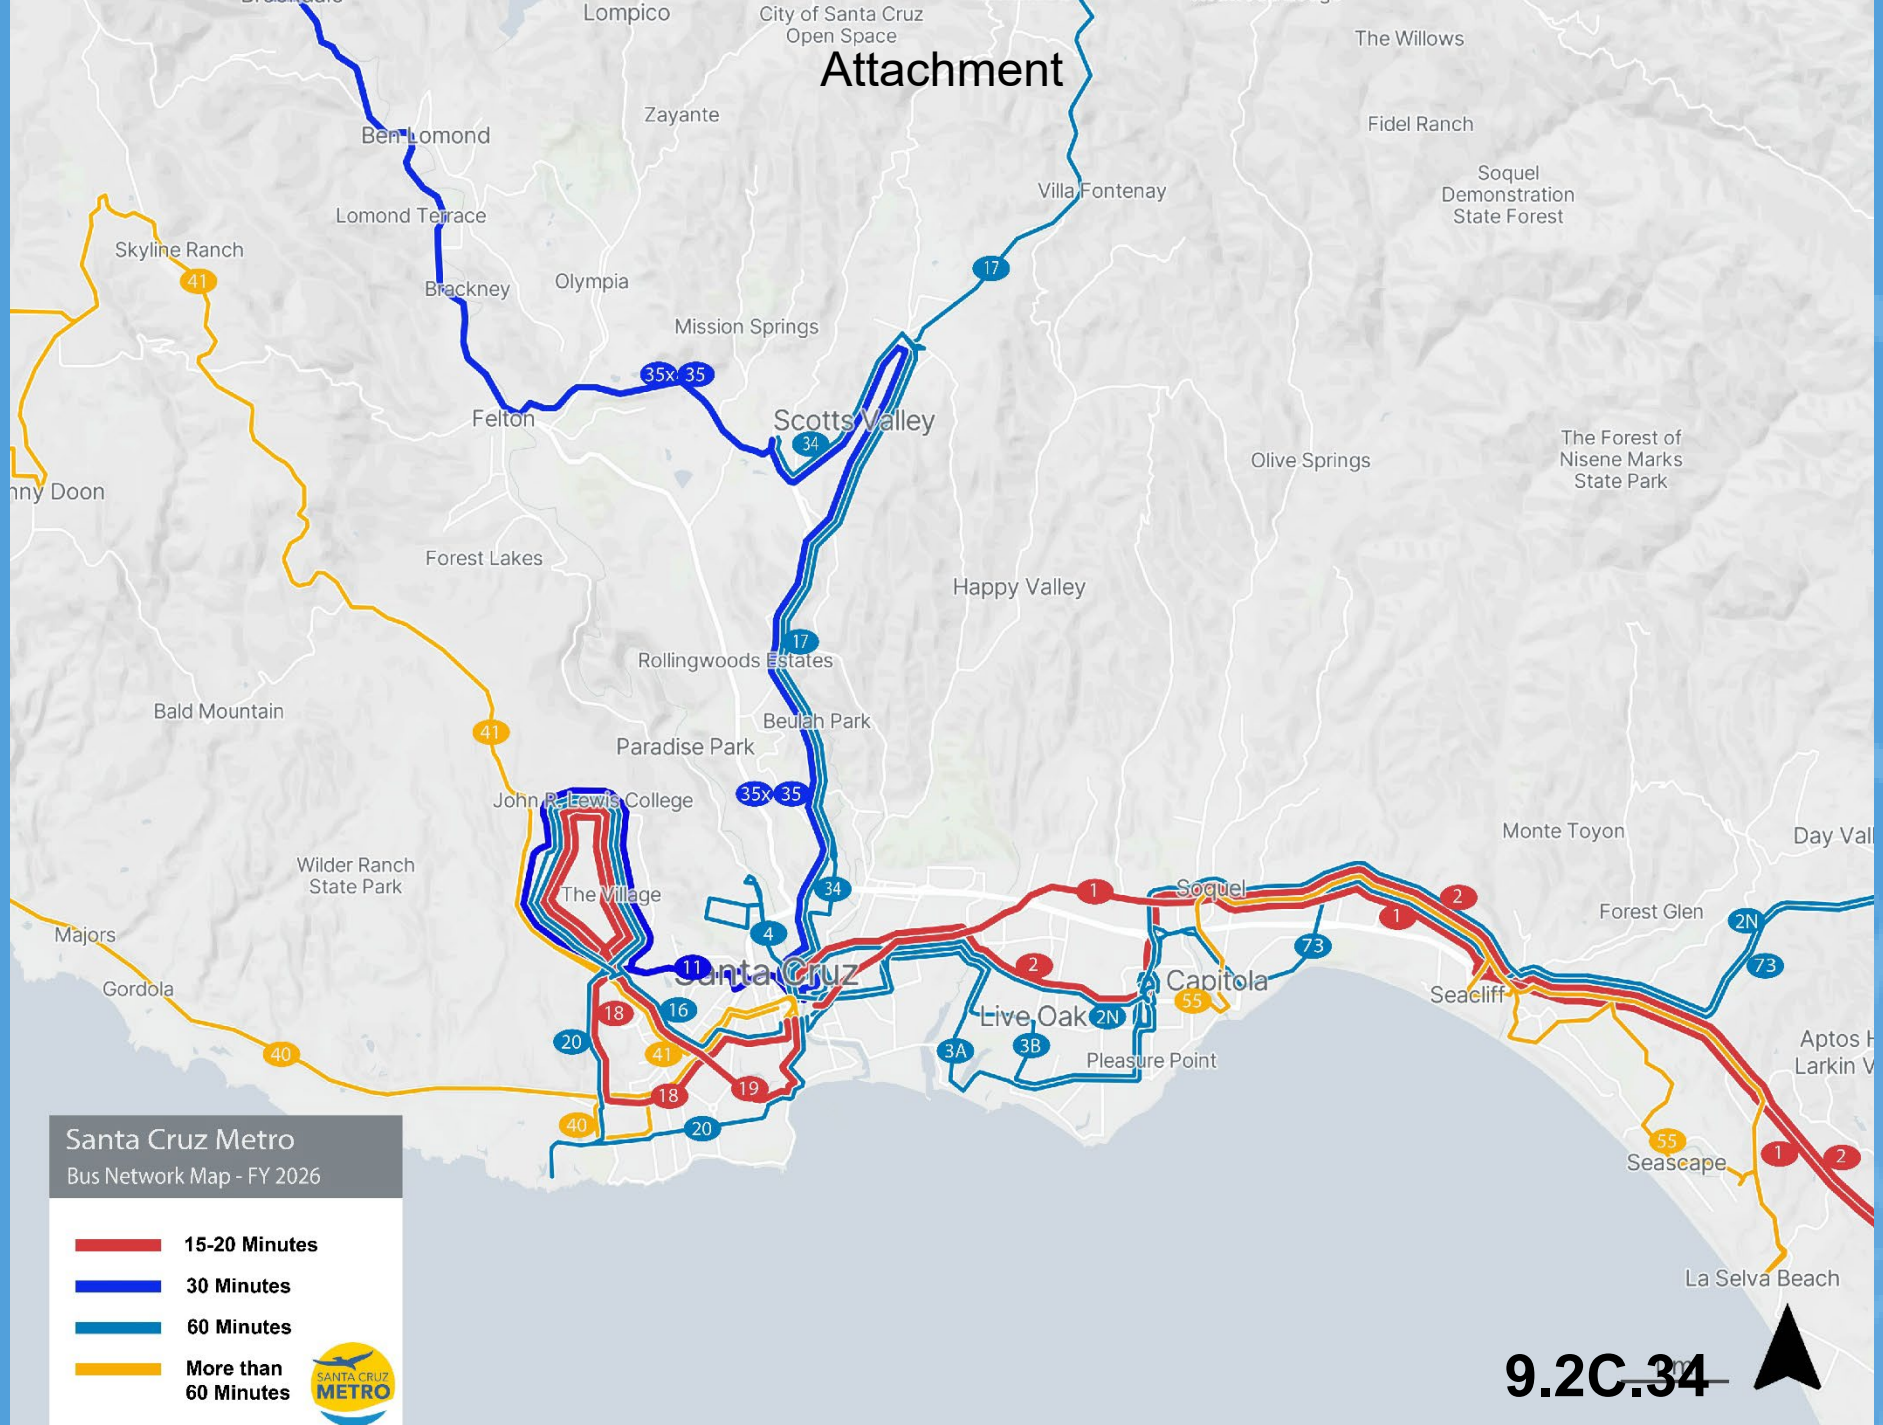 Lompico
City of Santa Cruz
Open Space
The Willows
Attachment
Zayante
Fidel Ranch
Ben Lomond
Soquel
Demonstration
State Forest
Villa Fontenay
Lomond Terrace
Skyline Ranch
17
41
Olympia
Brackney
Mission Springs
35x
35
Felton
Scotts Valley
34
The Forest of
Nisene Marks
State Park
Olive Springs
nny Doon
Forest Lakes
Happy Valley
17
Rollingwoods Estates
Bald Mountain
Beulah Park
41
Paradise Park
35x
35
John R. Lewis College
Monte Toyon
Day Val
Wilder Ranch
State Park
The Village
34
1
Soquel
2
1
Forest Glen
2N
4
Majors
73
73
11
Santa Cruz
2
Capitola
Gordola
55
Seacliff
18
16
Live Oak
2N
20
41
40
3A
3B
Pleasure Point
Aptos H
Larkin V
18
19
40
20
55
1
2
Seascape
Santa Cruz Metro
Bus Network Map - FY 2026
15-20 Minutes
30 Minutes
60 Minutes
More than
60 Minutes
SANTA CRUZ
METRO
La Selva Beach
9.2C.34